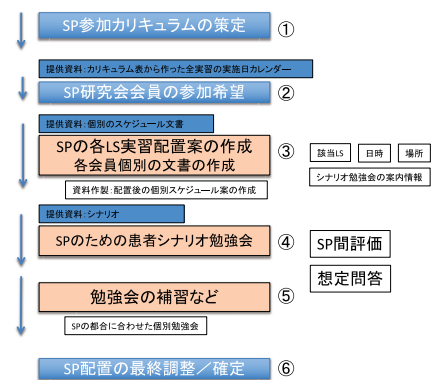 SP参加カリキュラムの策定
①
提供資料：カリキュラム表から作った全実習の実施日カレンダー
SP研究会会員の参加希望
②
提供資料：個別のスケジュール文書
SPの各LS実習配置案の作成
各会員個別の文書の作成
③
該当LS
日時
場所
シナリオ勉強会の案内情報
資料作製：配置後の個別スケジュール案の作成
提供資料：シナリオ
SPのための患者シナリオ勉強会
④
SP間評価
想定問答
勉強会の補習など
⑤
SPの都合に合わせた個別勉強会
SP配置の最終調整／確定
⑥